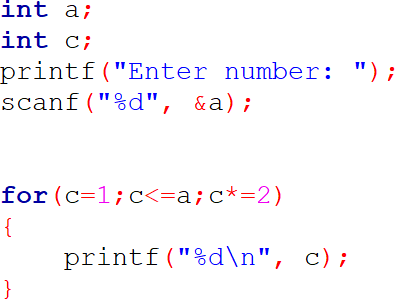 int a;
int c;
printf("Enter number: ");
scanf("%d", &a);
for(c=1;c<=a;c*=2)
{
    printf("%d\n", c);
}